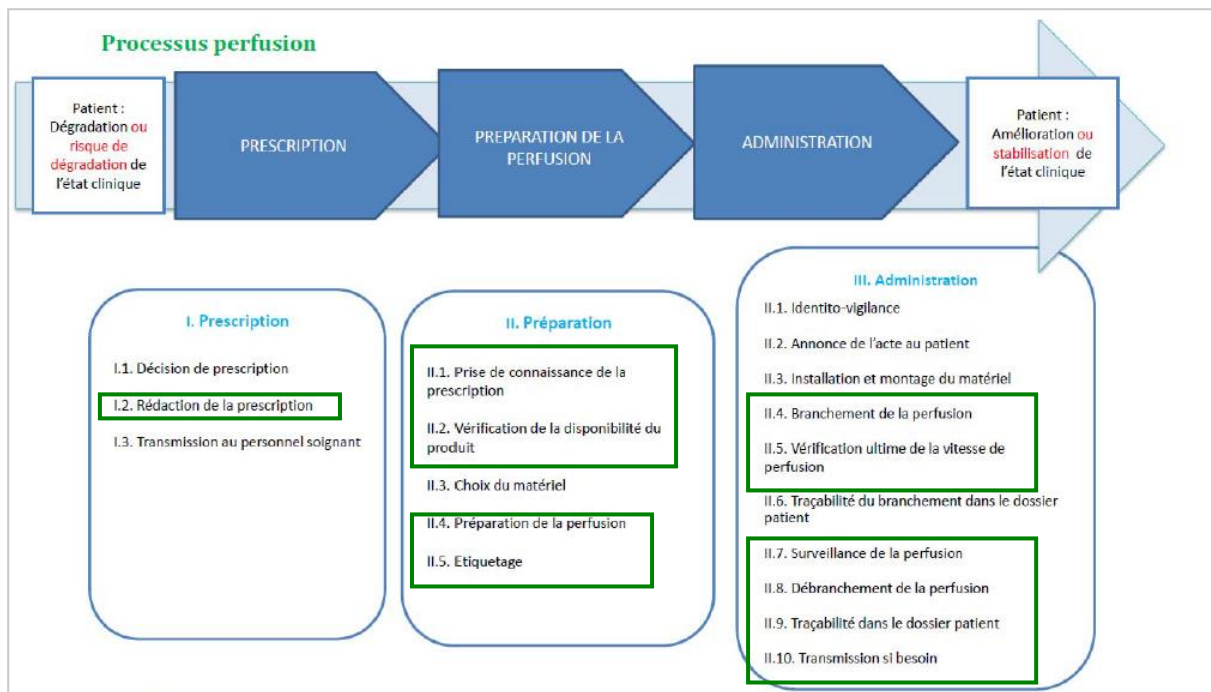 Processus perfusion
Patient :
Dégradation ou
risque de
dégradation de
l'état clinique
PRESCRIPTION
PREPARATION DE LA
PERFUSION
ADMINISTRATION
Patient :
Amélioration ou
stabilisation de
l'état clinique
I. Prescription
I.1. Décision de prescription
I.2. Rédaction de la prescription
I.3. Transmission au personnel soignant
II. Préparation
II.1. Prise de connaissance de la
prescription
II.2. Vérification de la disponibilité du
produit
II.3. Choix du matériel
II.4. Préparation de la perfusion
II.5. Etiquetage
III. Administration
II.1. Identito-vigilance
II.2. Annonce de l'acte au patient
II.3. Installation et montage du matériel
II.4. Branchement de la perfusion
II.5. Vérification ultime de la vitesse de
perfusion
II.6. Traçabilité du branchement dans le dossier
patient
II.7. Surveillance de la perfusion
II.8. Débranchement de la perfusion
II.9. Traçabilité dans le dossier patient
II.10. Transmission si besoin